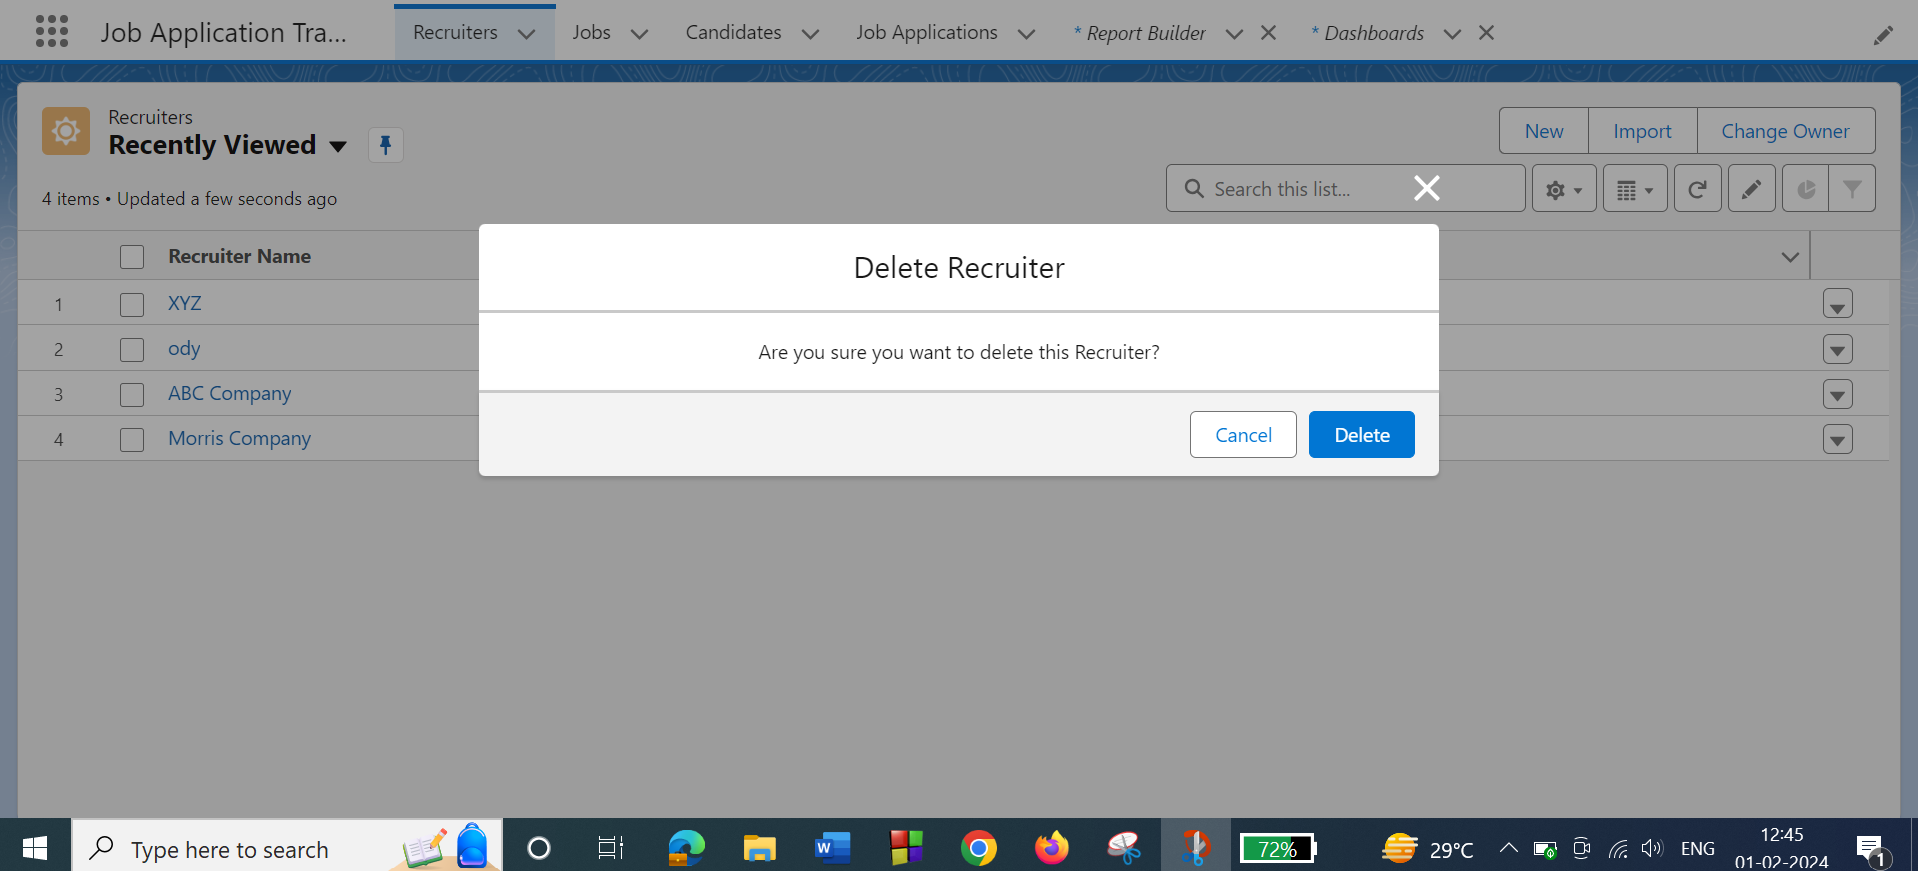 Job Application Tra...
Recruiters
Jobs
Candidates
Job Applications
* Report Builder
* Dashboards
Recruiters
Recently Viewed
New
Import
Change Owner
4 items • Updated a few seconds ago
Search this list...
Recruiter Name
1 XYZ
2 ody
3 ABC Company
4 Morris Company
Delete Recruiter
Are you sure you want to delete this Recruiter?
Cancel
Delete
Type here to search
W
72%
29°C
ENG
12:45
01-02-2024
1